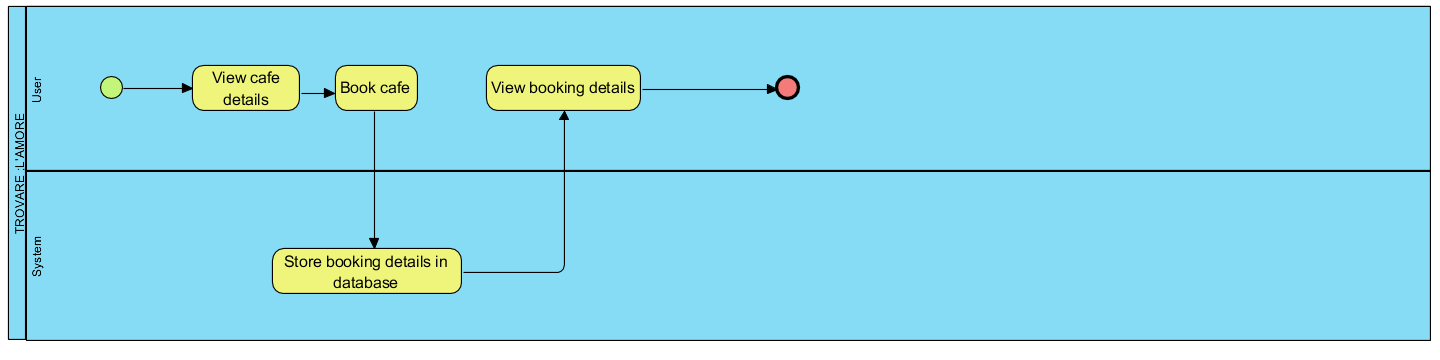 TROVARE :L'AMORE
User
View cafe
details
Book cafe
View booking details
System
Store booking details in
database